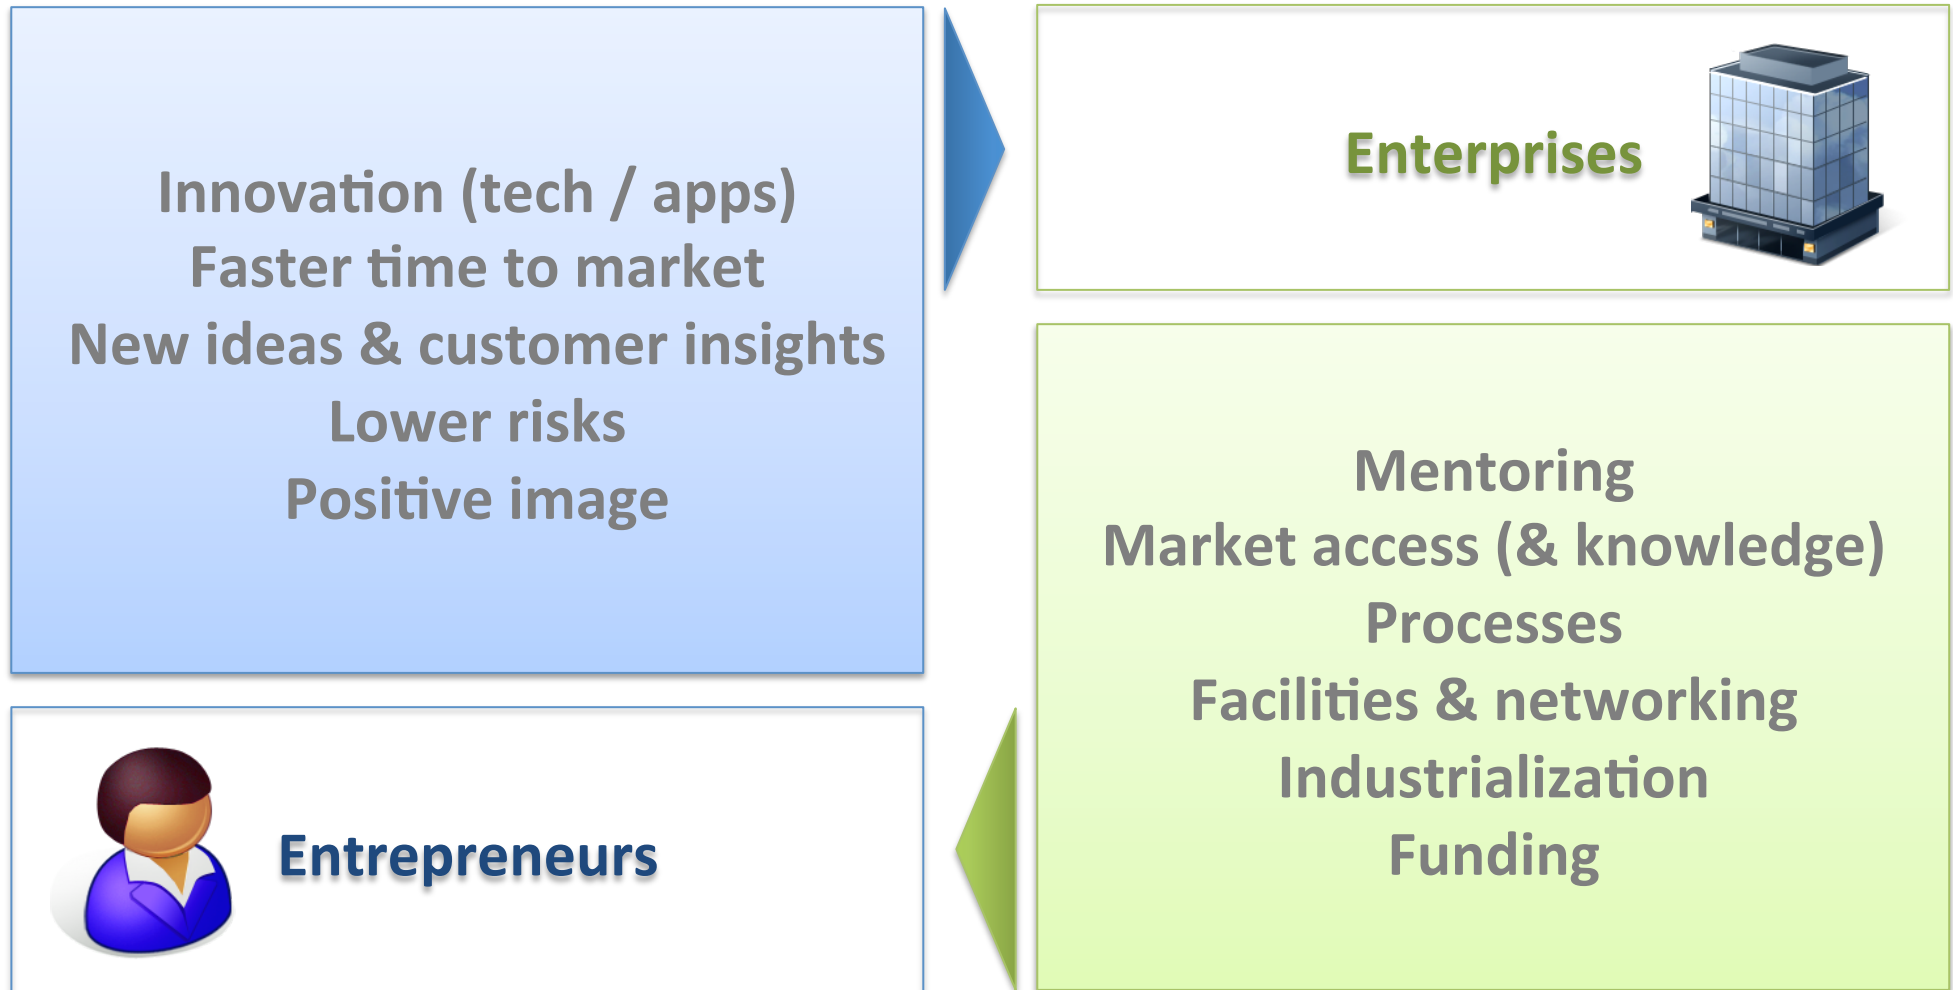 Innovation (tech / apps)
Faster time to market
New ideas & customer insights
Lower risks
Positive image
Entrepreneurs
Enterprises
Mentoring
Market access (& knowledge)
Processes
Facilities & networking
Industrialization
Funding